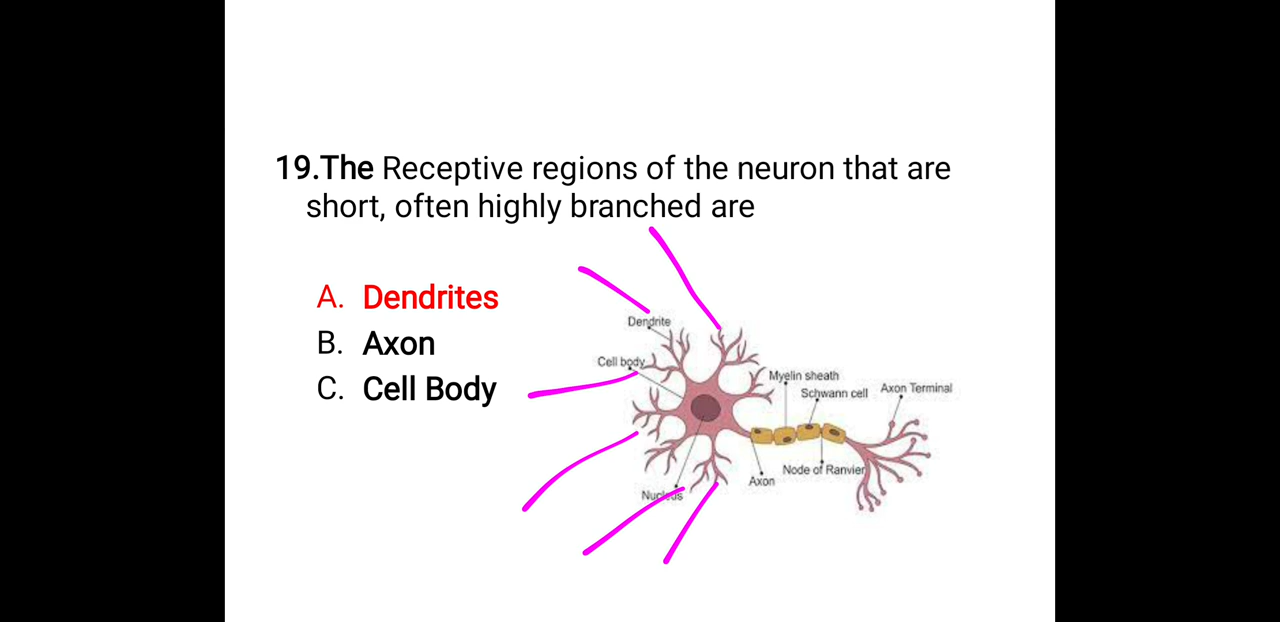 19.The Receptive regions of the neuron that are
short, often highly branched are
A. Dendrites
B. Axon
C. Cell Body
Dendrite
Cell body
Myelin sheath
Schwann cell
Axon Terminal
Node of Ranvier
Axon
Nucleus